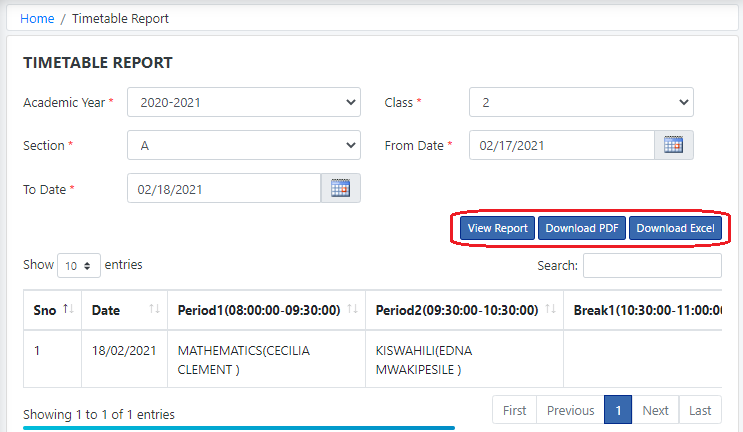 Home / Timetable Report
TIMETABLE REPORT
Academic Year * 2020-2021 Class * 2
Section * A From Date * 02/17/2021
To Date * 02/18/2021
View Report Download PDF Download Excel
Show 10 entries Search:
Sno Date Period1(08:00:00-09:30:00) Period2(09:30:00-10:30:00) Break1(10:30:00-11:00:00
1 18/02/2021 MATHEMATICS(CECILIA KISWAHILI(EDNA
CLEMENT ) MWAKIPESILE )
First Previous 1 Next Last
Showing 1 to 1 of 1 entries